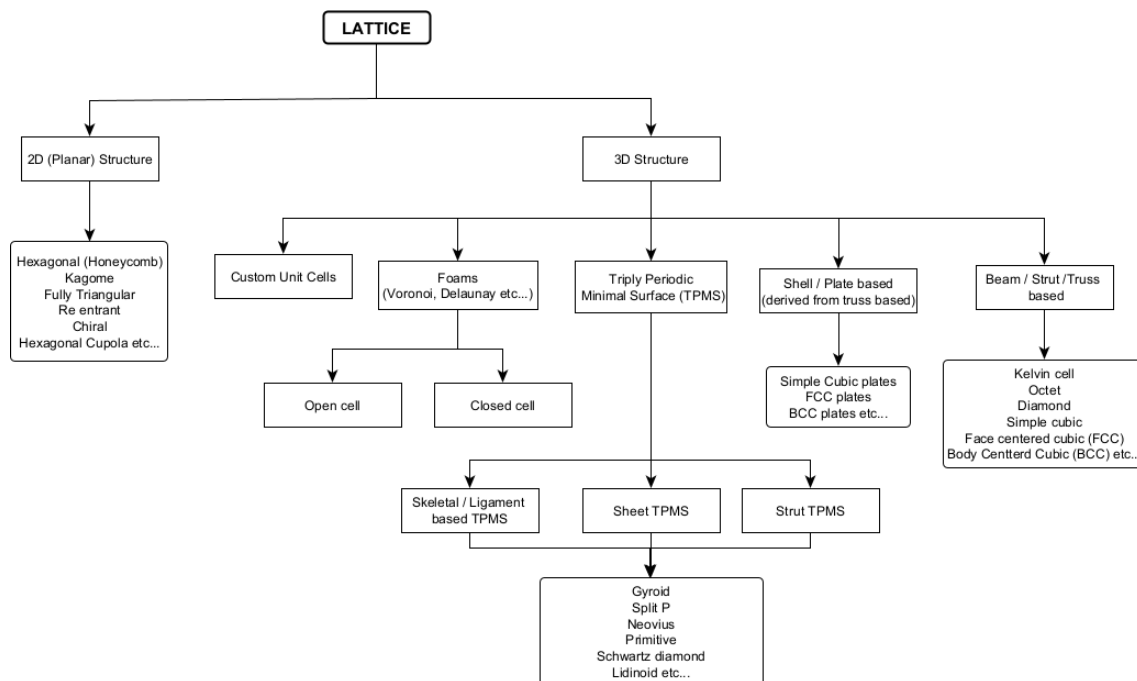 LATTICE
2D (Planar) Structure
3D Structure
Hexagonal (Honeycomb)
Kagome
Fully Triangular
Re entrant
Chiral
Hexagonal Cupola etc...
Custom Unit Cells
Foams
(Voronoi, Delaunay etc...)
Triply Periodic
Minimal Surface (TPMS)
Shell / Plate based
(derived from truss based)
Beam / Strut /Truss
based
Open cell
Closed cell
Simple Cubic plates
FCC plates
BCC plates etc...
Kelvin cell
Octet
Diamond
Simple cubic
Face centered cubic (FCC)
Body Centterd Cubic (BCC) etc...
Skeletal / Ligament
based TPMS
Sheet TPMS
Strut TPMS
Gyroid
Split P
Neovius
Primitive
Schwartz diamond
Lidinoid etc...